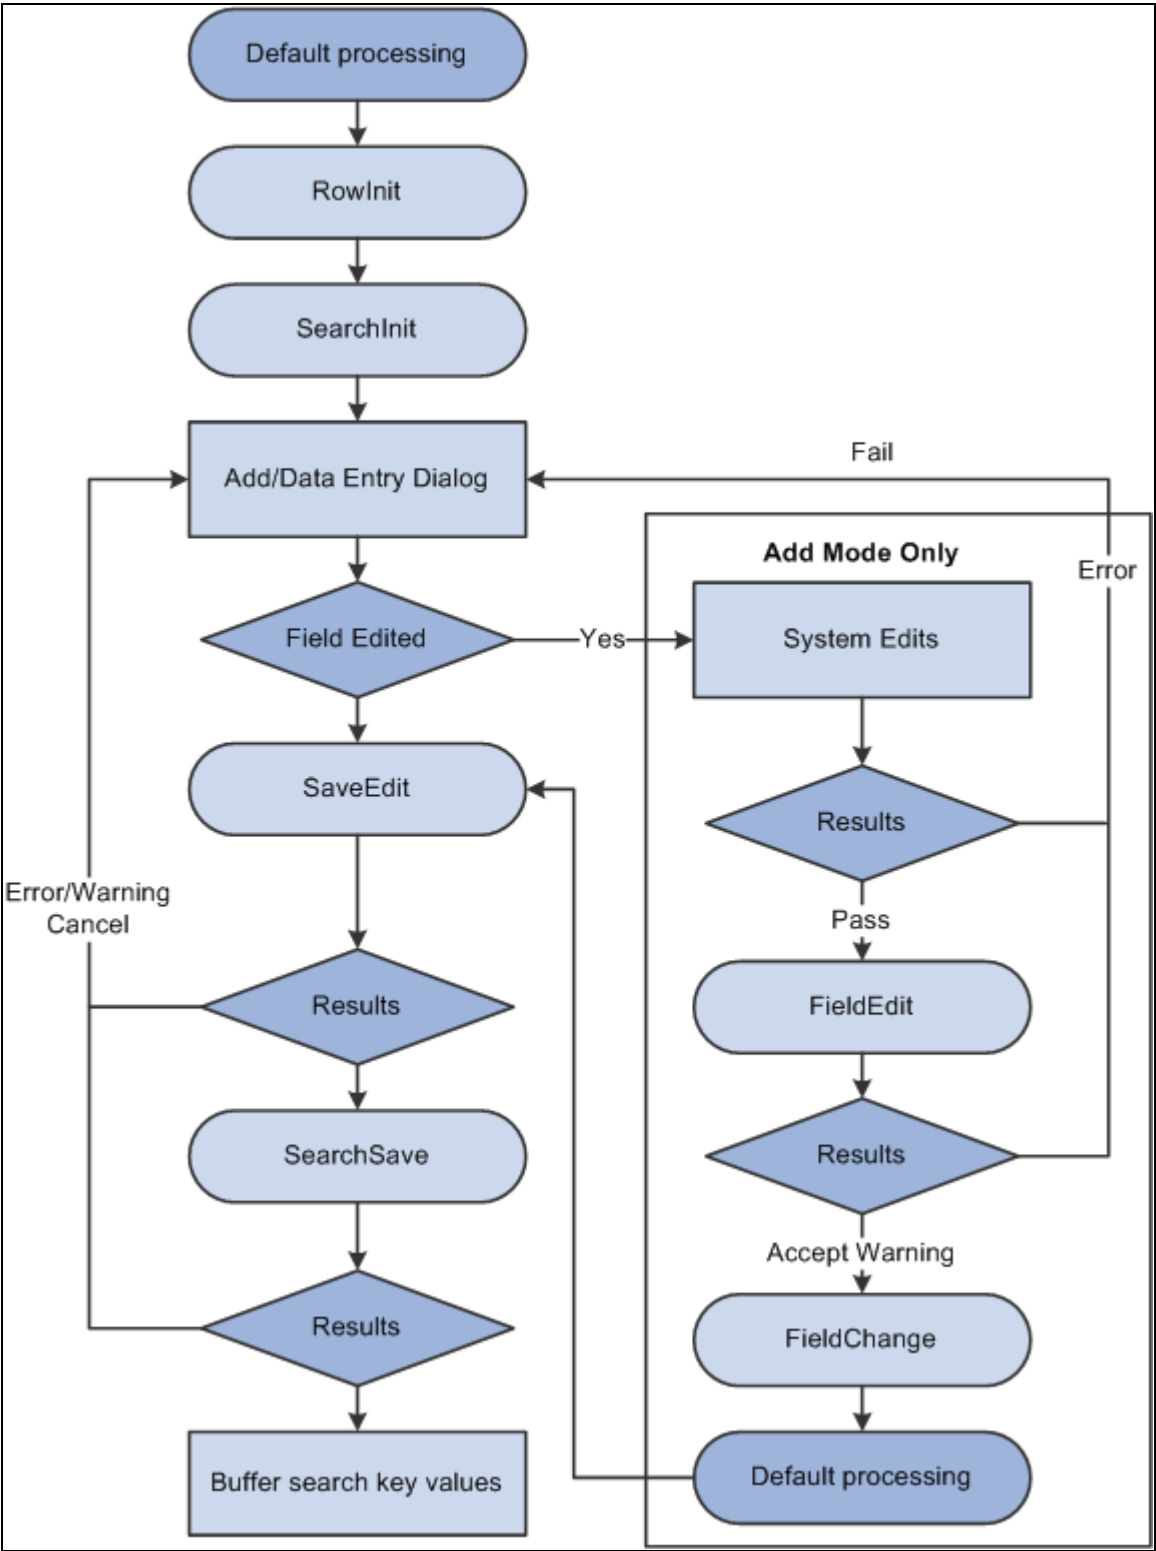 Default processing
RowInit
SearchInit
Add/Data Entry Dialog
Fail
Add Mode Only
Error
Field Edited
Yes
System Edits
SaveEdit
Results
Error/Warning
Cancel
Pass
Results
FieldEdit
SearchSave
Results
Accept Warning
Results
FieldChange
Buffer search key values
Default processing